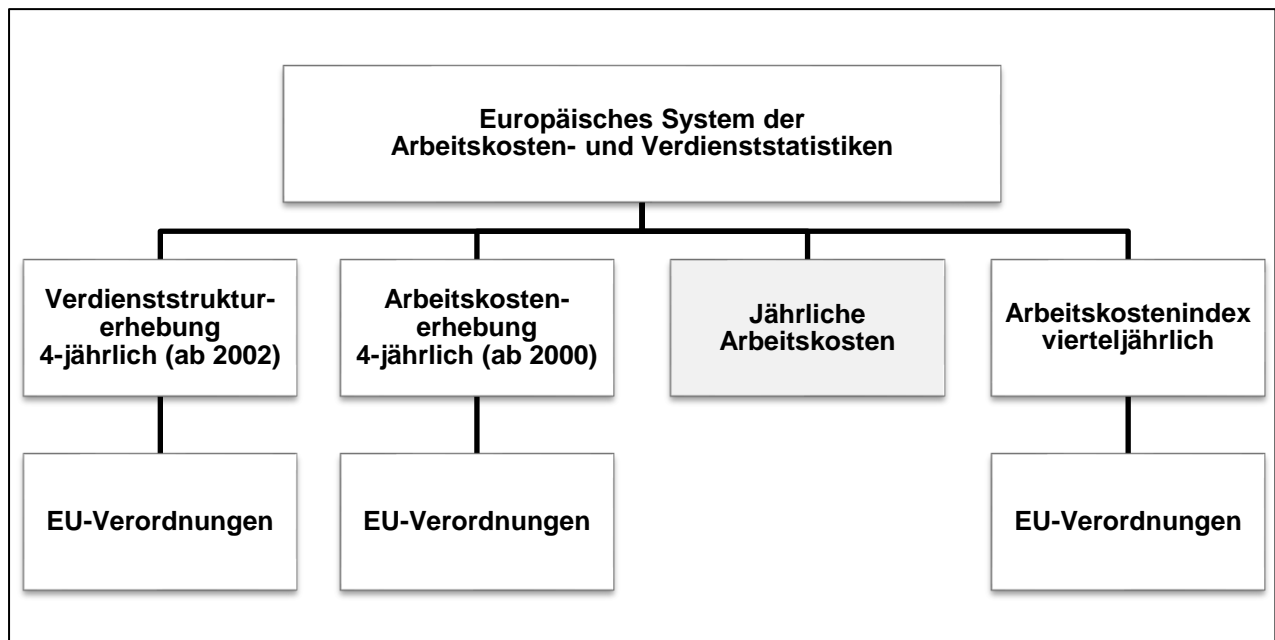 Europäisches System der
Arbeitskosten- und Verdienststatistiken
Verdienststruktur-
erhebung
4-jährlich (ab 2002)
Arbeitskosten-
erhebung
4-jährlich (ab 2000)
Jährliche
Arbeitskosten
Arbeitskostenindex
vierteljährlich
EU-Verordnungen
EU-Verordnungen
EU-Verordnungen